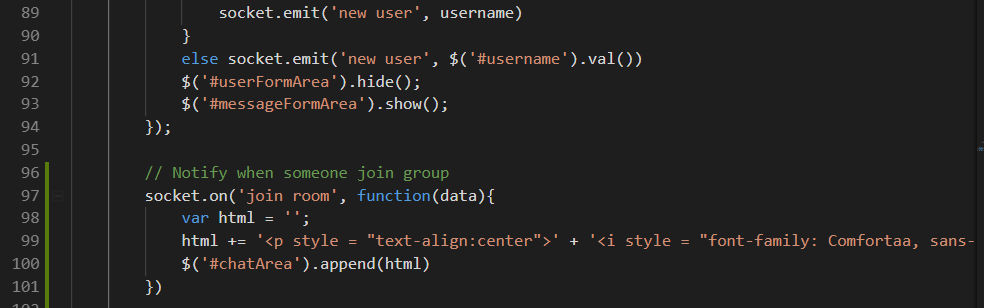 89 socket.emit('new user', username)
90 }
91 else socket.emit('new user', $('#username').val())
92 $('#userFormArea').hide();
93 $('#messageFormArea').show();
94 });
95
96 // Notify when someone join group
97 socket.on('join room', function(data){
98 var html = '';
99 html += '<p style = "text-align:center">' + '<i style = "font-family: Comfortaa, sans-
100 $('#chatArea').append(html)
101 })